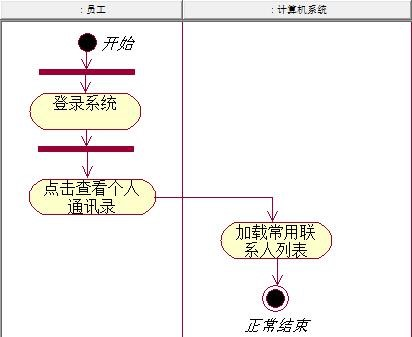 : 员工
: 计算机系统
开始
登录系统
点击查看个人
通讯录
加载常用联
系人列表
正常结束